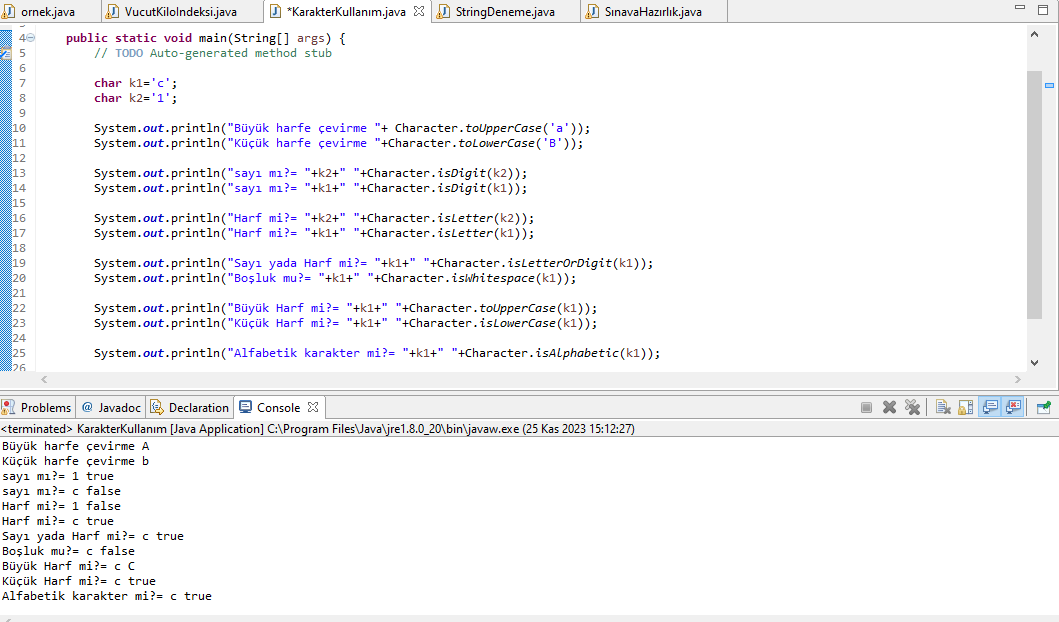 ornek.java VucutKiloIndeksi.java *KarakterKullanım.java StringDeneme.java SınavaHazırlık.java
4 public static void main(String[] args) {
5 // TODO Auto-generated method stub
6
7 char k1='c';
8 char k2='1';
9
10 System.out.println("Büyük harfe çevirme "+ Character.toUpperCase('a'));
11 System.out.println("Küçük harfe çevirme "+Character.toLowerCase('B'));
12
13 System.out.println("sayı mı?= "+k2+" "+Character.isDigit(k2));
14 System.out.println("sayı mı?= "+k1+" "+Character.isDigit(k1));
15
16 System.out.println("Harf mi?= "+k2+" "+Character.isLetter(k2));
17 System.out.println("Harf mi?= "+k1+" "+Character.isLetter(k1));
18
19 System.out.println("Sayı yada Harf mi?= "+k1+" "+Character.isLetterOrDigit(k1));
20 System.out.println("Boşluk mu?= "+k1+" "+Character.isWhitespace(k1));
21
22 System.out.println("Büyük Harf mi?= "+k1+" "+Character.toUpperCase(k1));
23 System.out.println("Küçük Harf mi?= "+k1+" "+Character.isLowerCase(k1));
24
25 System.out.println("Alfabetik karakter mi?= "+k1+" "+Character.isAlphabetic(k1));
26
Problems @ Javadoc Declaration Console
<terminated> KarakterKullanım [Java Application] C:\Program Files\Java\jre1.8.0_20\bin\javaw.exe (25 Kas 2023 15:12:27)
Büyük harfe çevirme A
Küçük harfe çevirme b
sayı mı?= 1 true
sayı mı?= c false
Harf mi?= 1 false
Harf mi?= c true
Sayı yada Harf mi?= c true
Boşluk mu?= c false
Büyük Harf mi?= c C
Küçük Harf mi?= c true
Alfabetik karakter mi?= c true